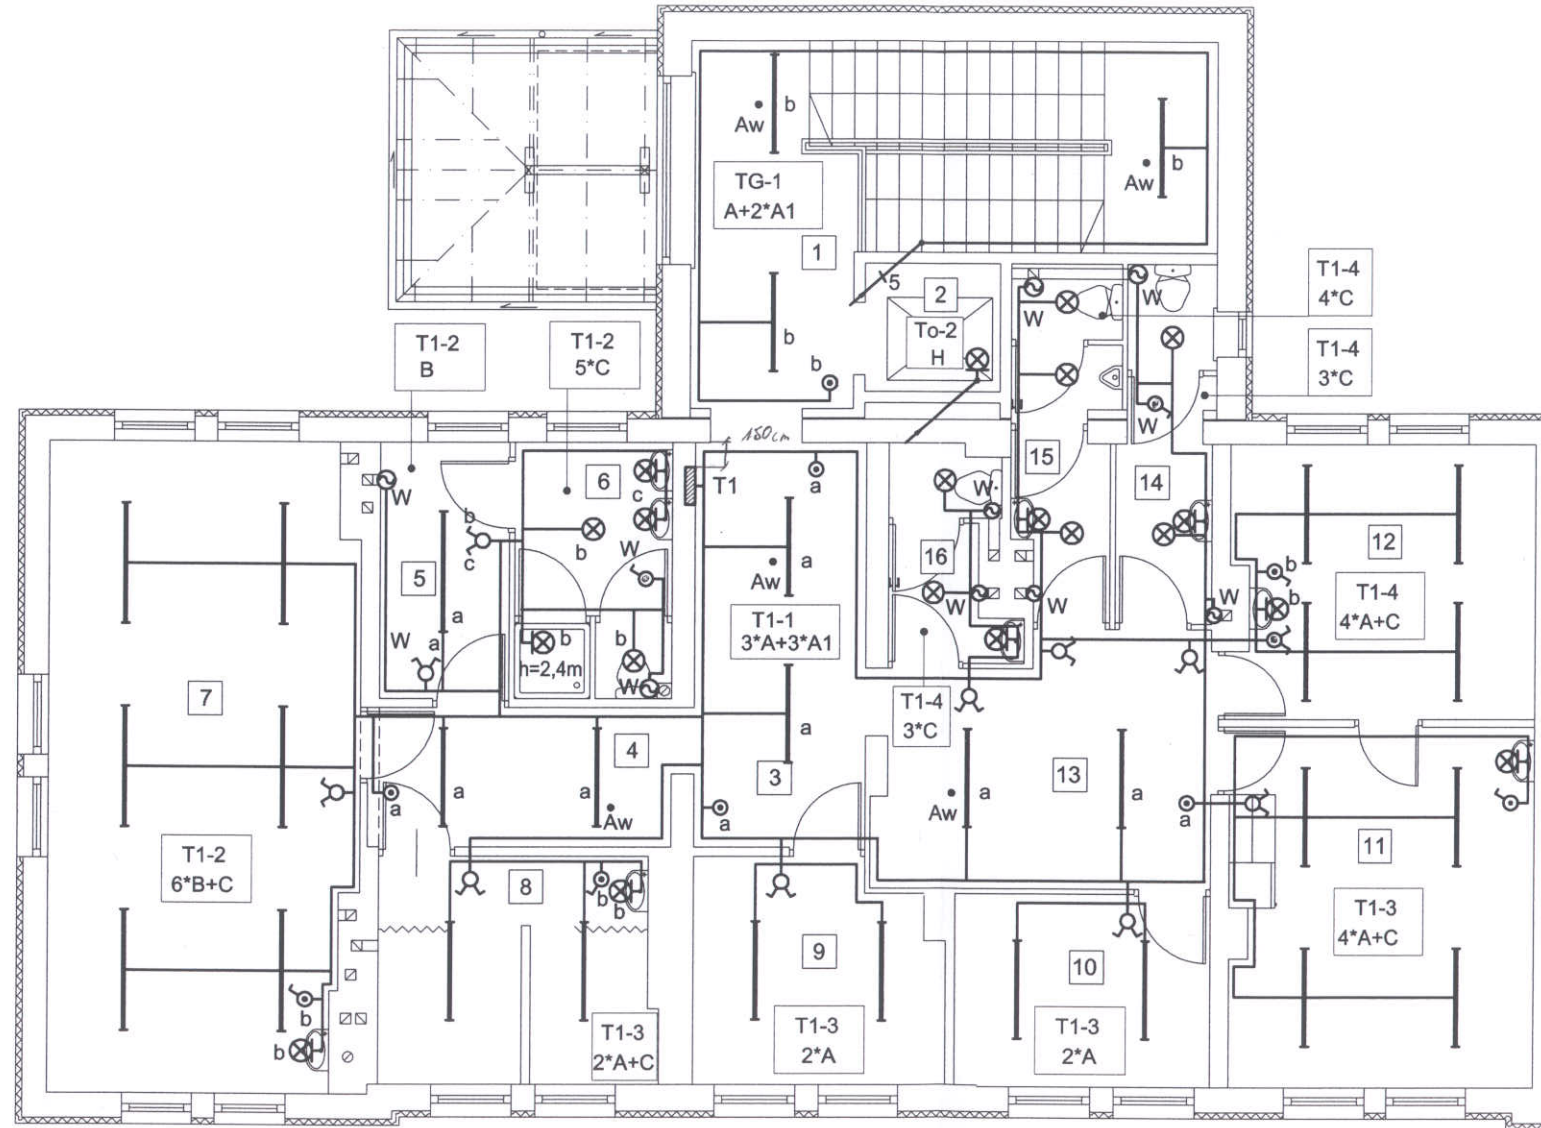 b
Aw
b
Aw
TG-1
A+2*A1
1
5
2
To-2
H
W
W
T1-4
4*C
T1-4
3*C
T1-2
B
T1-2
5*C
b
b
W
150cm
6
c
T1
a
15
14
W
b
c
b
W
5
W
a
a
b
b
h=2,4m
W
Aw
a
T1-1
3*A+3*A1
16
W
W
W
12
b
b
T1-4
4*A+C
W
7
4
a
a
Aw
a
3
a
T1-4
3*C
13
Aw
a
a
a
a
T1-2
6*B+C
8
b
b
9
10
11
T1-3
4*A+C
b
b
T1-3
2*A+C
T1-3
2*A
T1-3
2*A